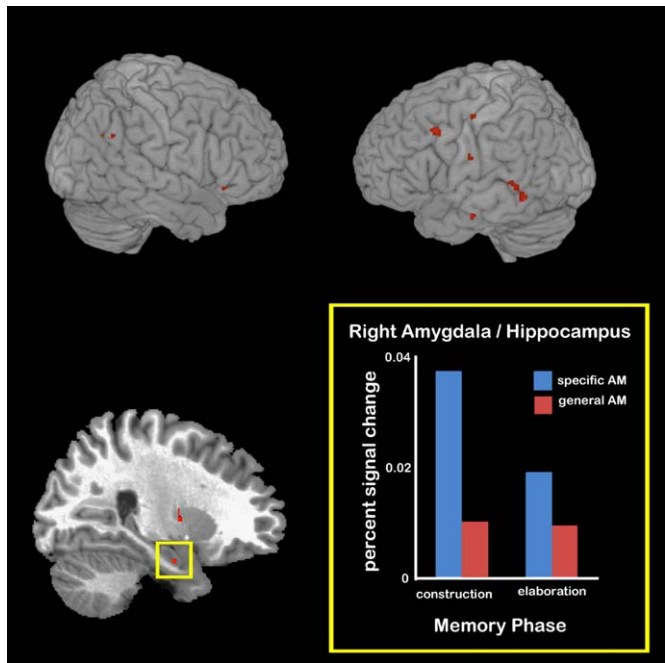 Right Amygdala / Hippocampus
percent signal change
0.04
0.02
0
specific AM
general AM
construction
elaboration
Memory Phase